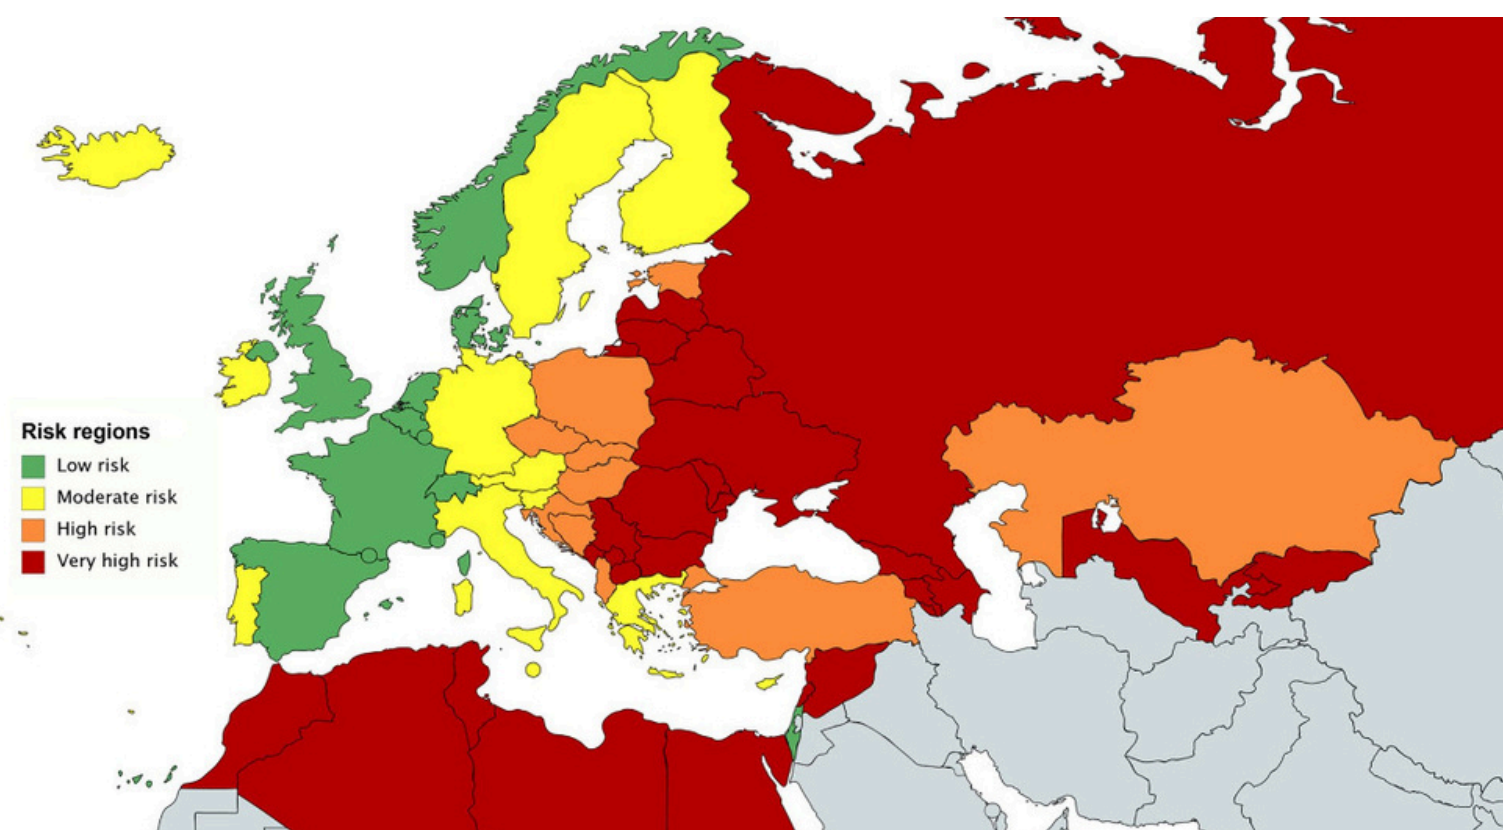 Risk regions
Low risk
Moderate risk
High risk
Very high risk